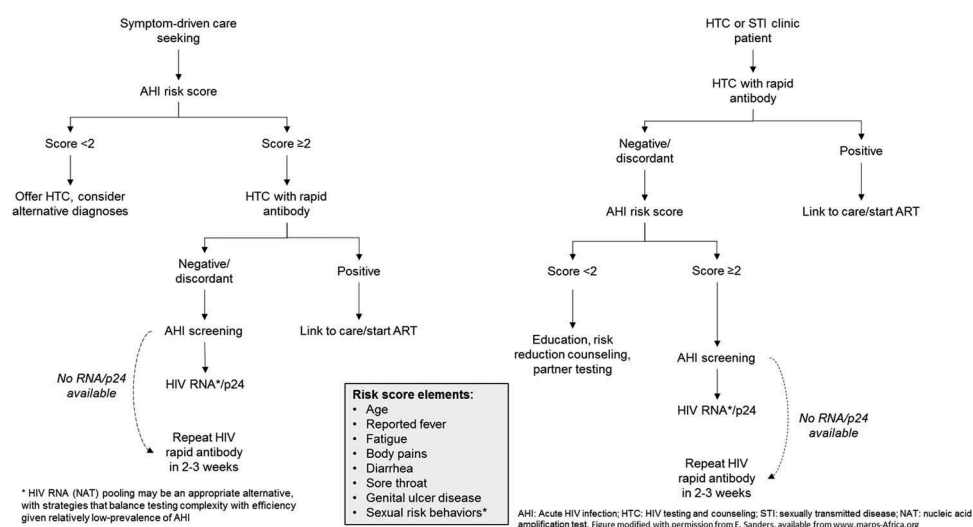 Symptom-driven care
seeking
AHI risk score
Score <2
Score ≥2
Offer HTC, consider
alternative diagnoses
HTC with rapid
antibody
Negative/
discordant
Positive
AHI screening
Link to care/start ART
No RNA/p24
available
HIV RNA*/p24
Repeat HIV
rapid antibody
in 2-3 weeks
* HIV RNA (NAT) pooling may be an appropriate alternative,
with strategies that balance testing complexity with efficiency
given relatively low-prevalence of AHI
Risk score elements:
• Age
• Reported fever
• Fatigue
• Body pains
• Diarrhea
• Sore throat
• Genital ulcer disease
• Sexual risk behaviors*
HTC or STI clinic
patient
HTC with rapid
antibody
Negative/
discordant
Positive
AHI risk score
Link to care/start ART
Score <2
Score ≥2
Education, risk
reduction counseling,
partner testing
AHI screening
HIV RNA*/p24
No RNA/p24
available
Repeat HIV
rapid antibody
in 2-3 weeks
AHI: Acute HIV infection; HTC: HIV testing and counseling; STI: sexually transmitted disease; NAT: nucleic acid
amplification test. Figure modified with permission from E. Sanders, available from www.marps-Africa.org